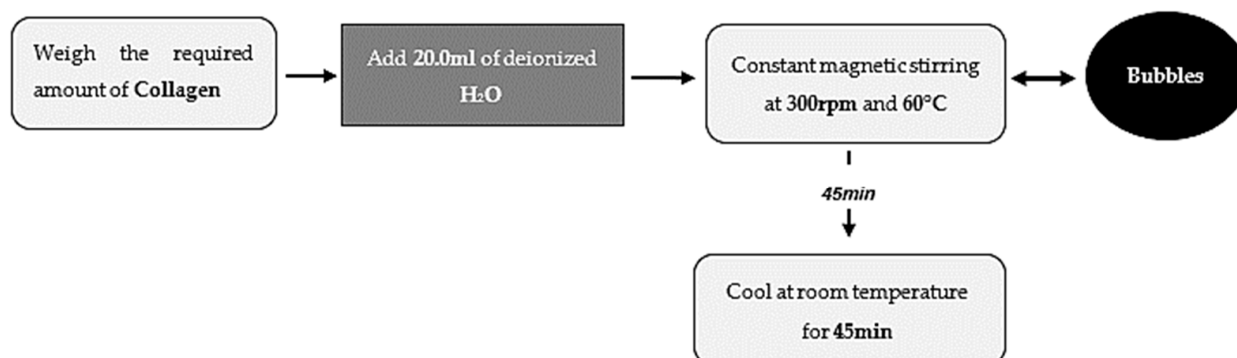 Weigh the required
amount of Collagen
Add 20.0ml of deionized
H₂O
Constant magnetic stirring
at 300rpm and 60°C
Bubbles
45min
Cool at room temperature
for 45min